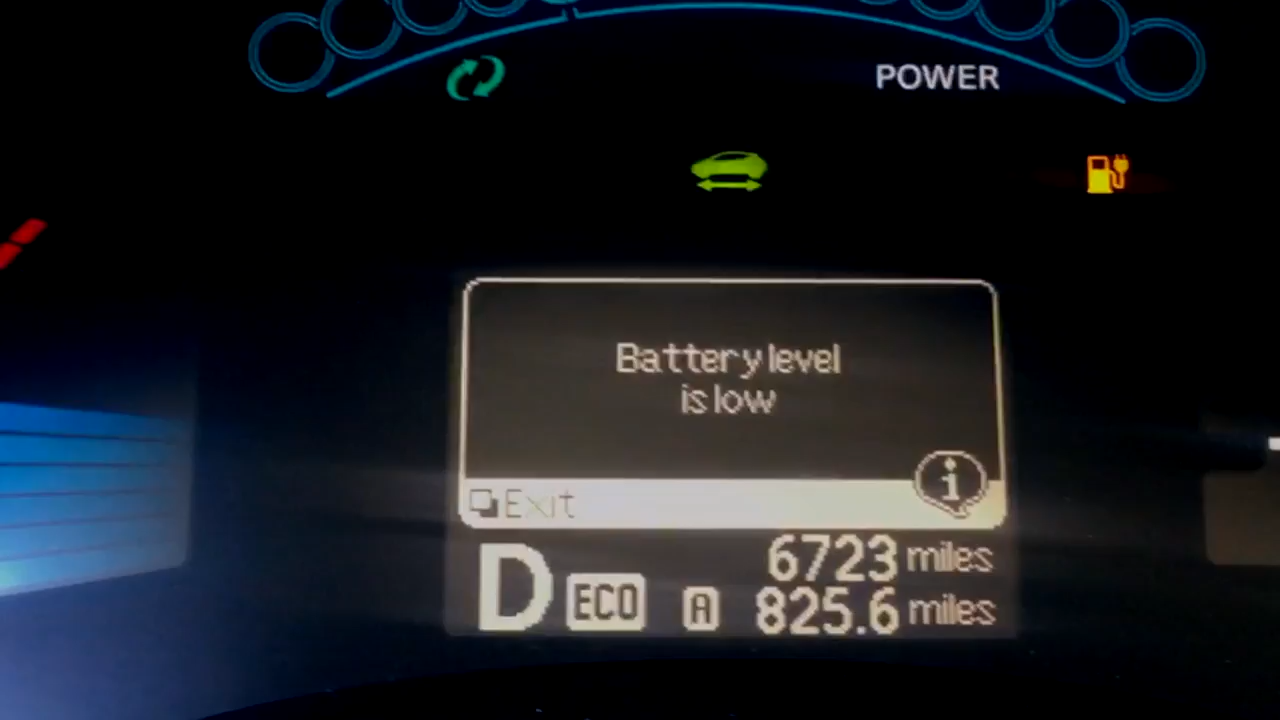 POWER
Battery level
is low
i
Exit
D ECO A 6723 miles
825.6 miles